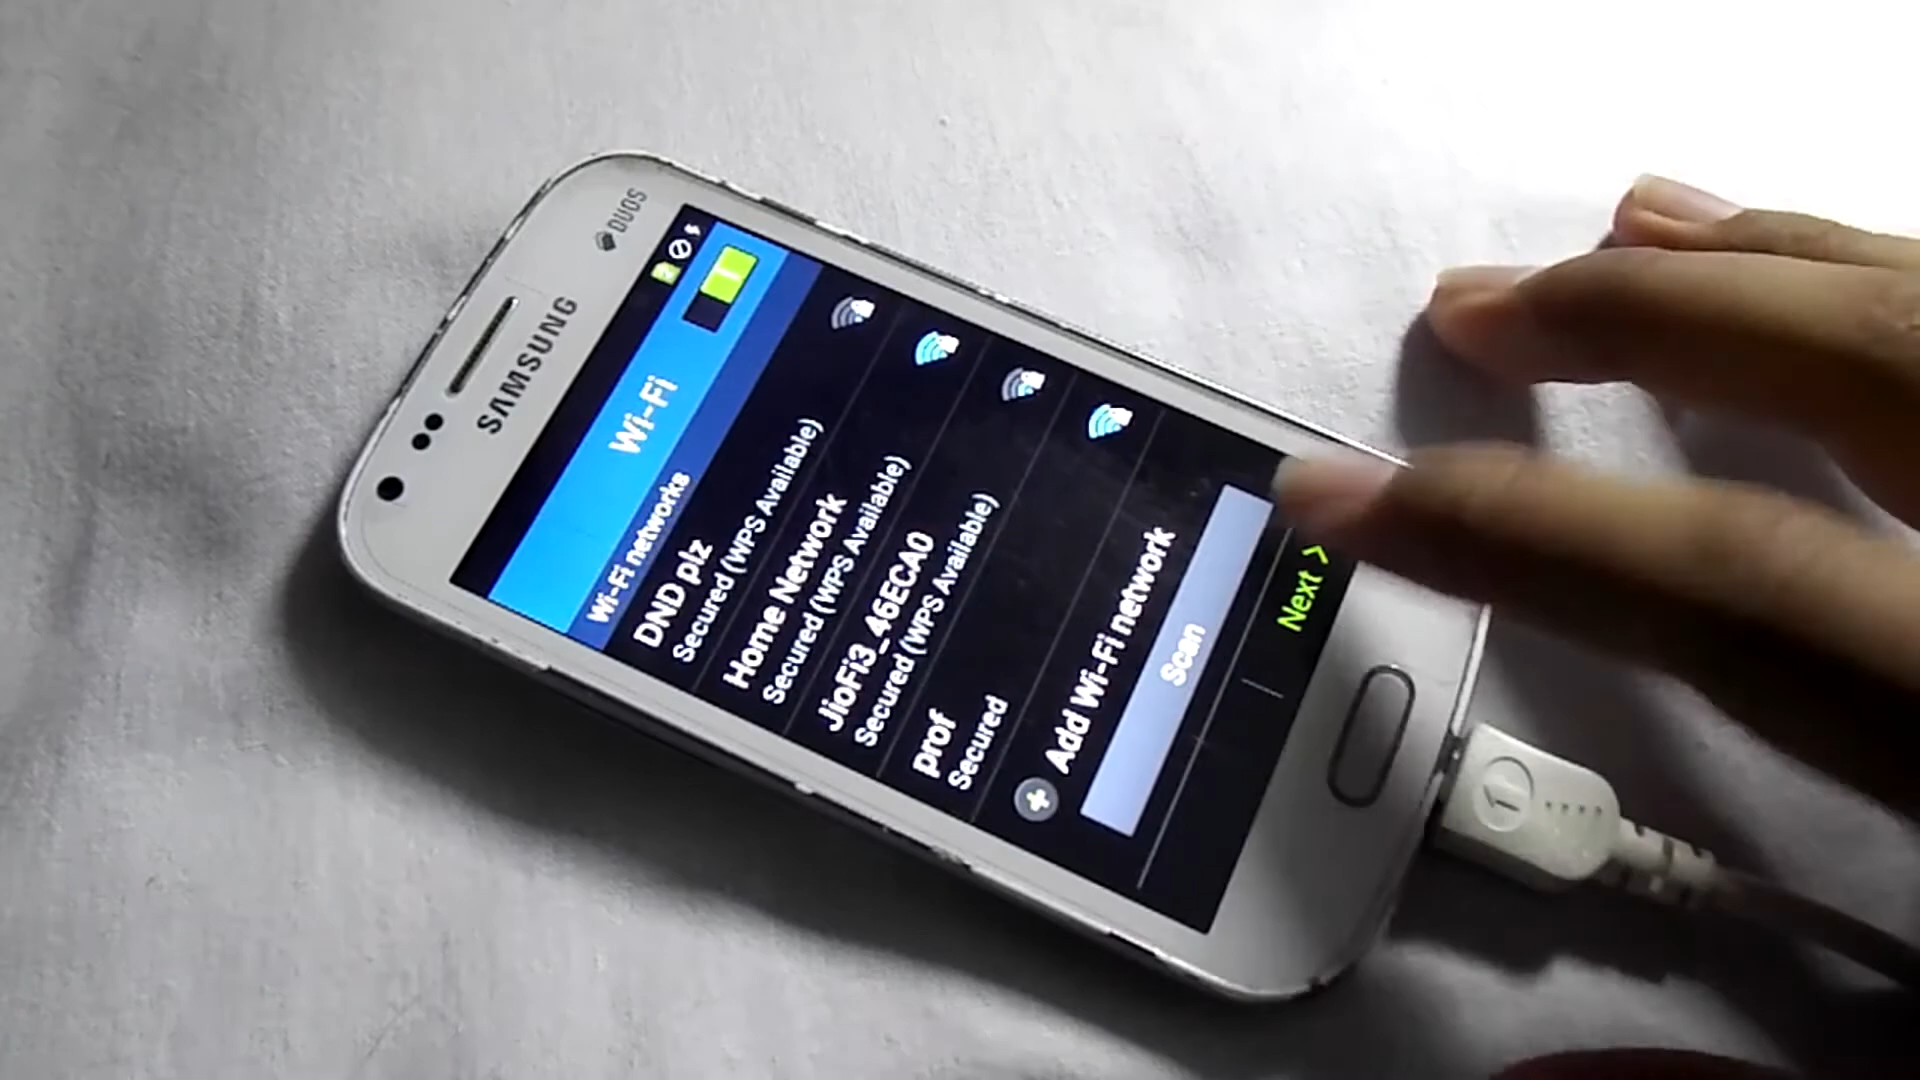 DUOS
SAMSUNG
Wi-Fi
Wi-Fi networks
DND plz
Secured (WPS Available)
Home Network
Secured (WPS Available)
JioFi3_46ECA0
Secured (WPS Available)
prof
Secured
Add Wi-Fi network
Scan
Next >